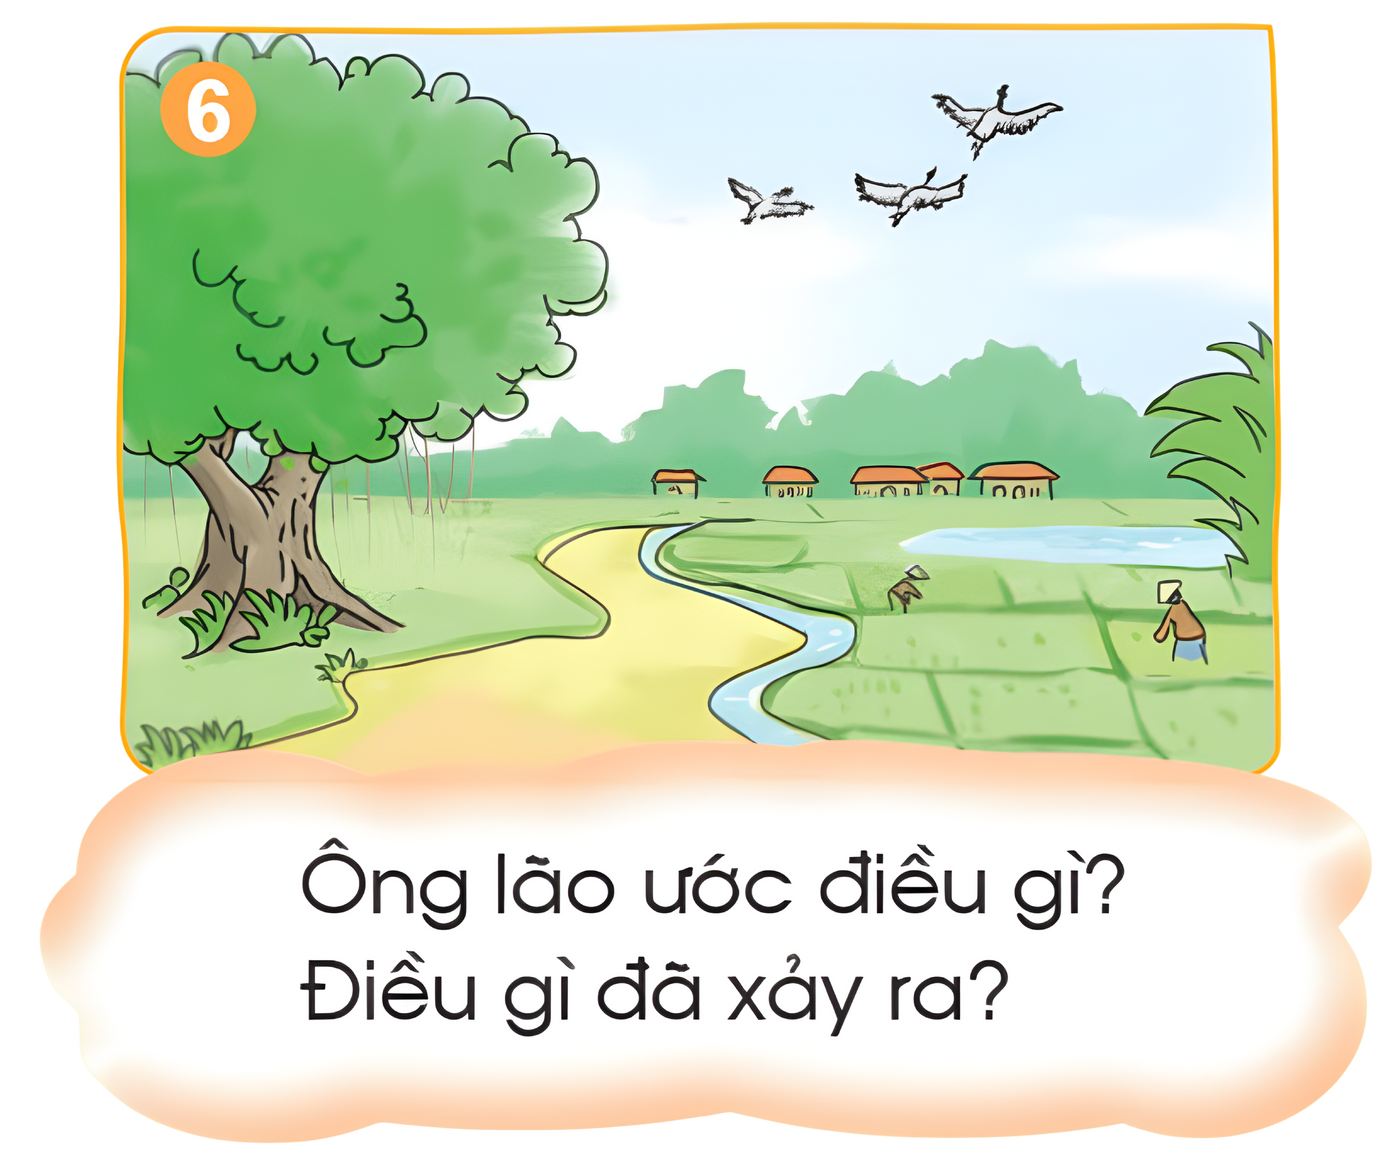 6
Ông lão ước điều gì?
Điều gì đã xảy ra?